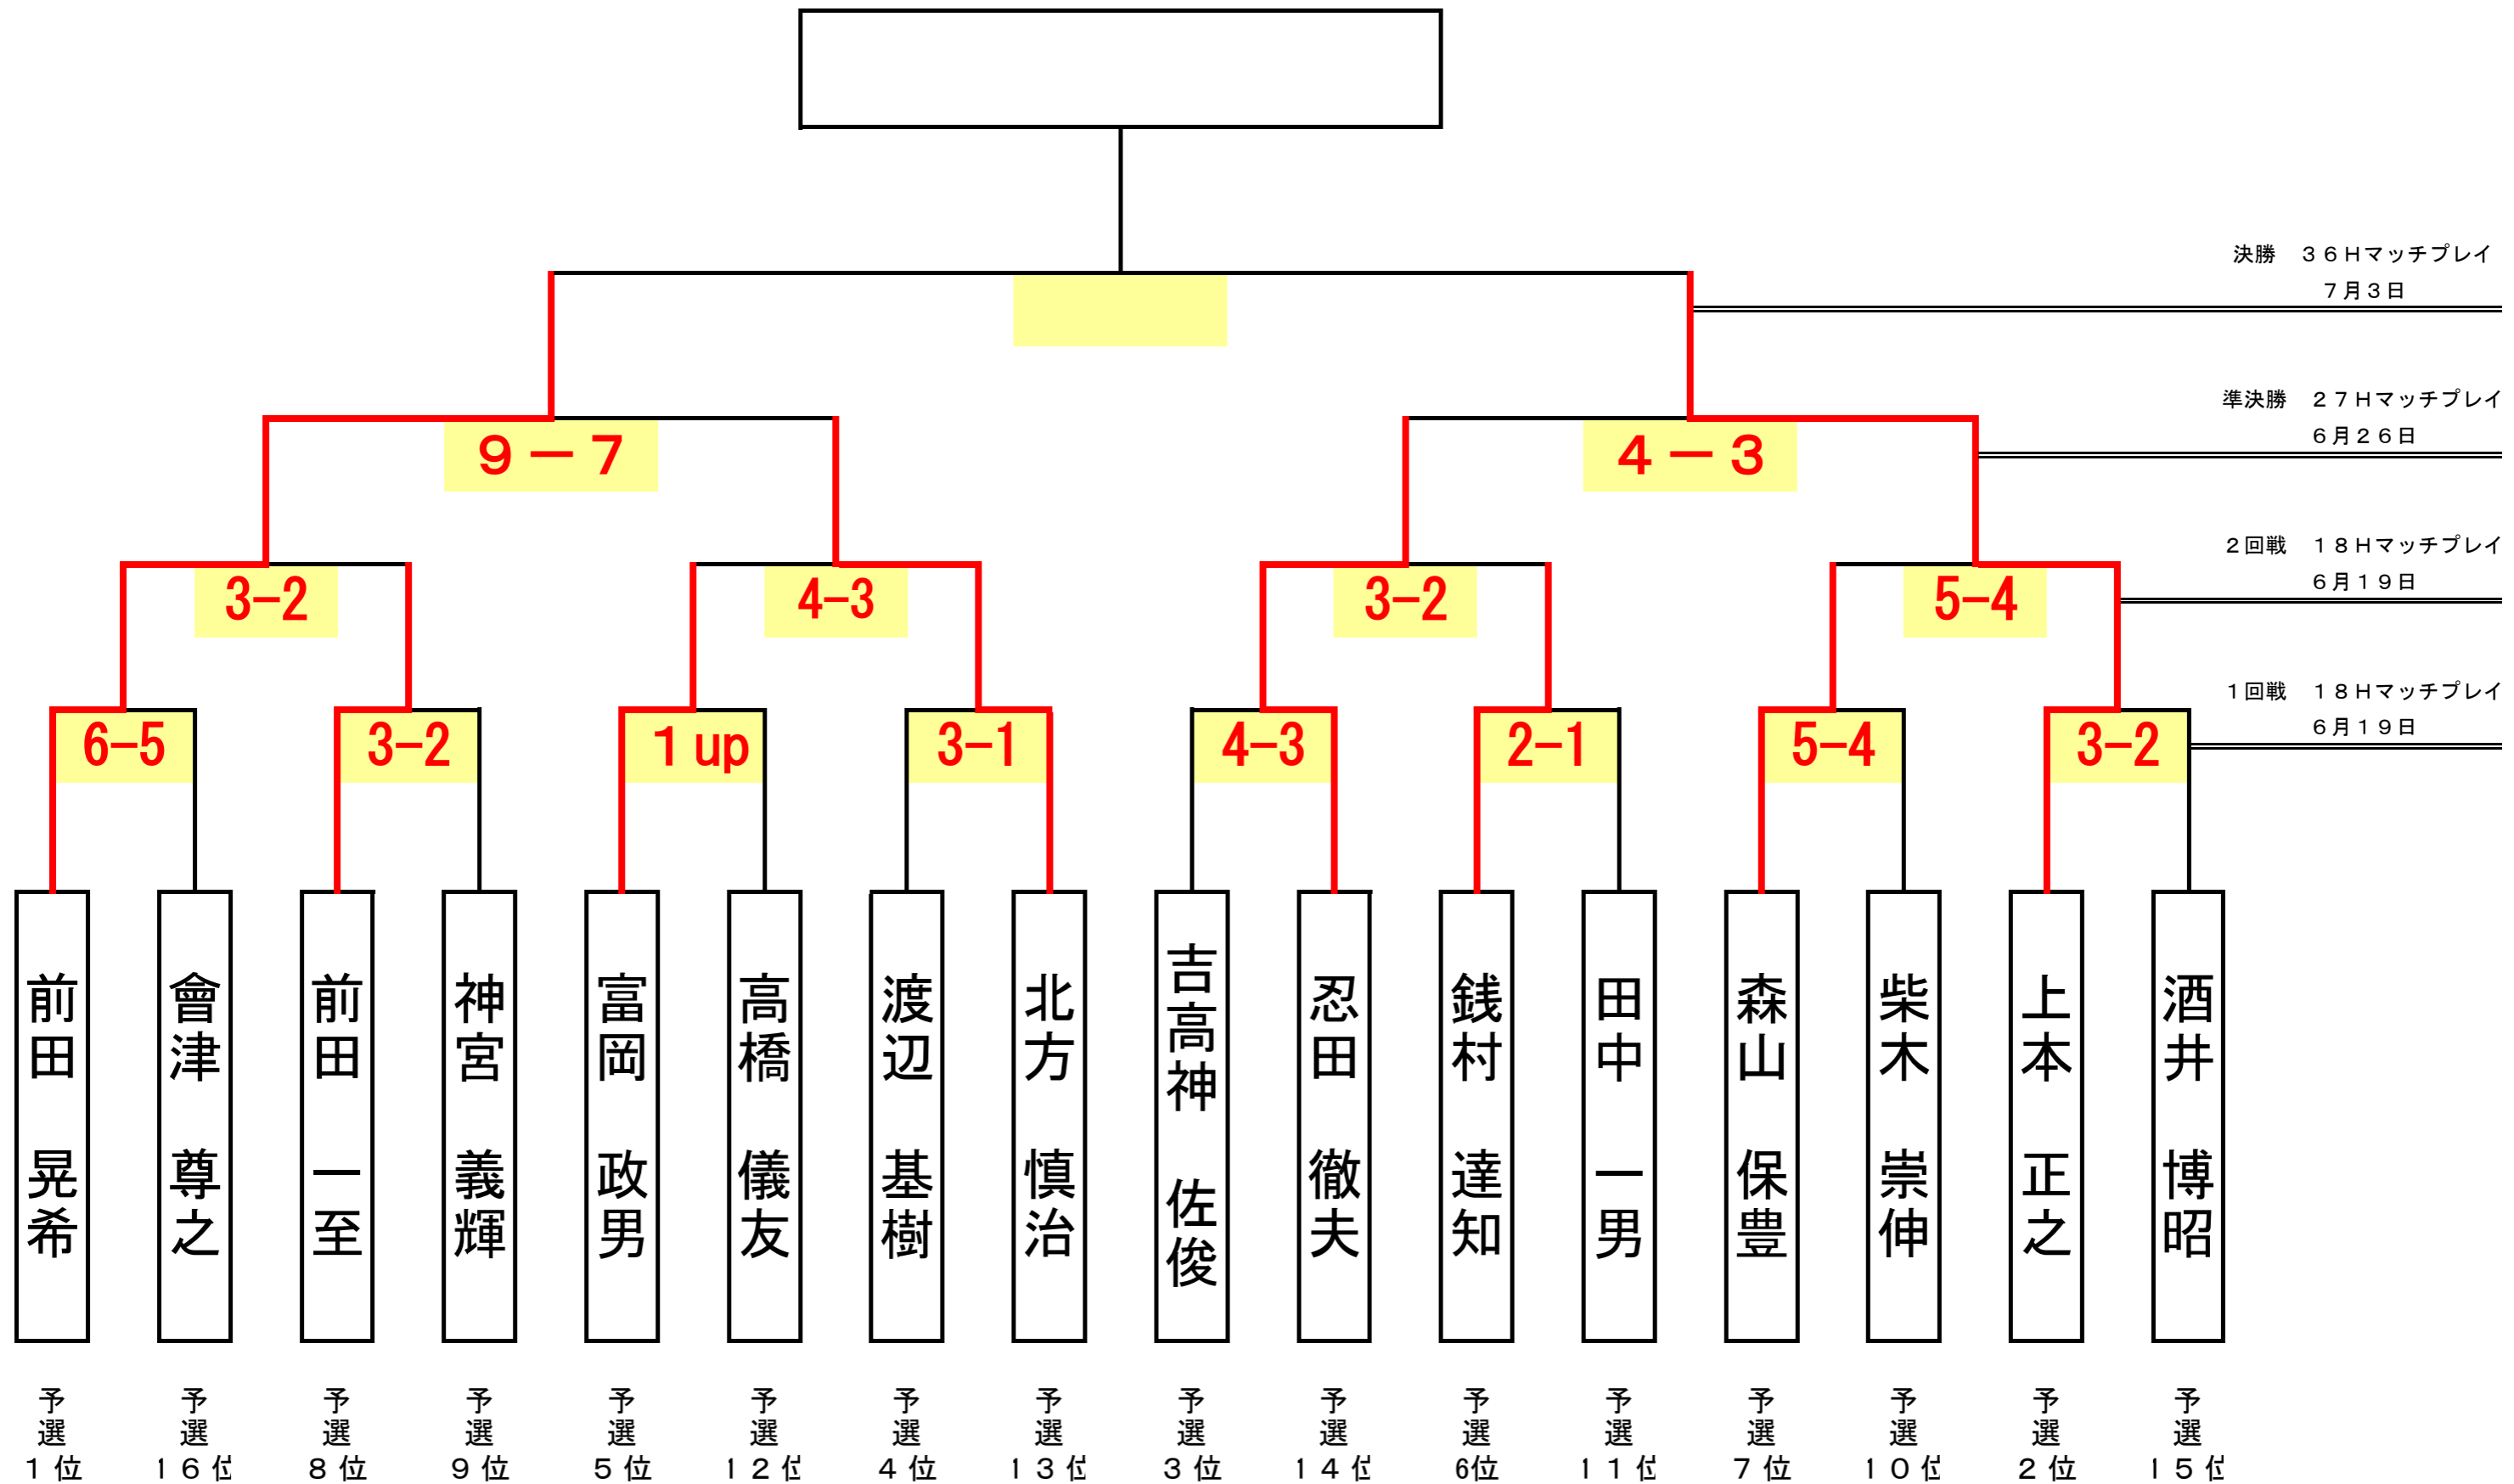 決勝　３６Ｈマッチプレイ
７月３日
準決勝　２７Ｈマッチプレイ
６月２６日
９－７
４－３
２回戦　１８Ｈマッチプレイ
６月１９日
3-2
4-3
3-2
5-4
１回戦　１８Ｈマッチプレイ
６月１９日
6-5
3-2
１up
3-1
4-3
2-1
5-4
3-2
前田　晃希
會津　尊之
前田　一至
神宮　義輝
富岡　政男
高橋　儀友
渡辺　基樹
北方　慎治
吉高神　佐俊
忍田　徹夫
銭村　達知
田中　一男
森山　保豊
柴木　崇伸
上本　正之
酒井　博昭
予選１位
予選１６位
予選８位
予選９位
予選５位
予選１２位
予選４位
予選１３位
予選３位
予選１４位
予選6位
予選１１位
予選７位
予選１０位
予選２位
予選１５位